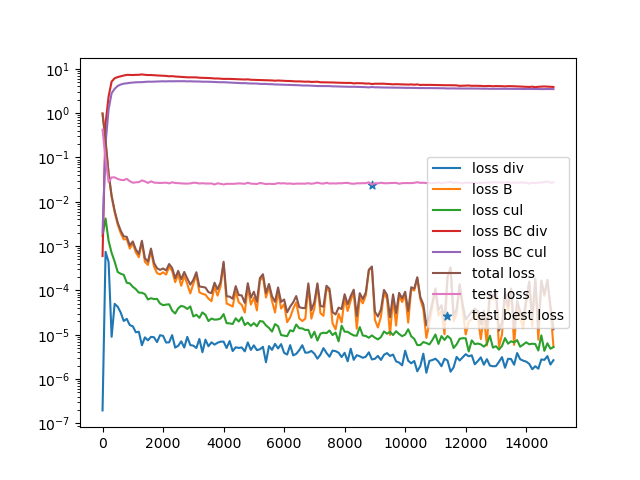 10¹
10⁰
10⁻¹
10⁻²
10⁻³
10⁻⁴
10⁻⁵
10⁻⁶
10⁻⁷
loss div
loss B
loss cul
loss BC div
loss BC cul
total loss
test loss
test best loss
0 2000 4000 6000 8000 10000 12000 14000